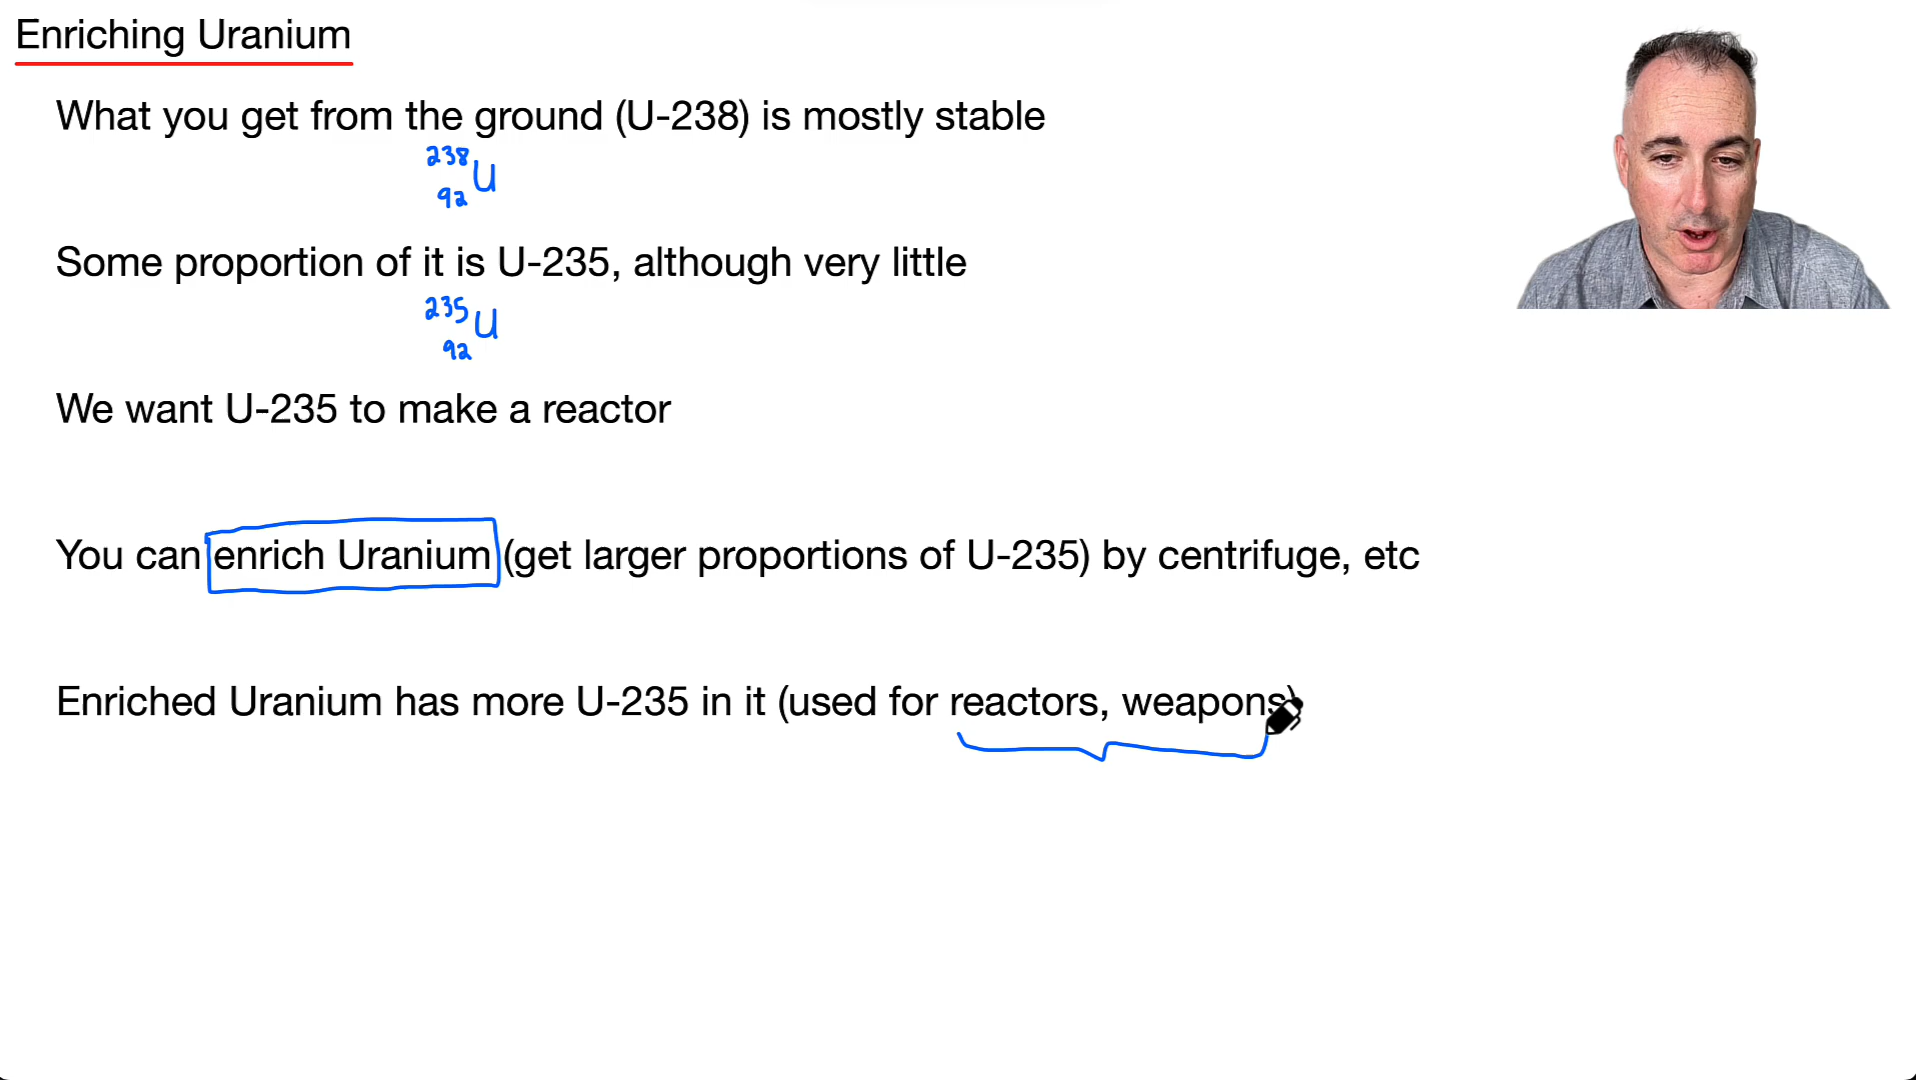 Enriching Uranium
What you get from the ground (U-238) is mostly stable
238
92 U
Some proportion of it is U-235, although very little
235
92 U
We want U-235 to make a reactor
You can enrich Uranium (get larger proportions of U-235) by centrifuge, etc
Enriched Uranium has more U-235 in it (used for reactors, weapons)